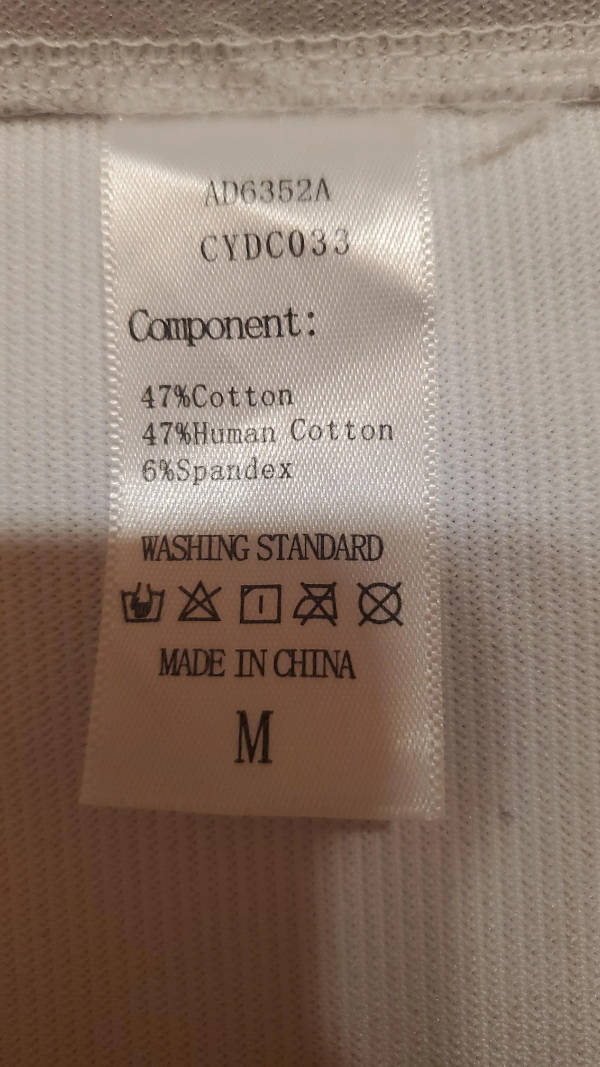 AD6352A
CYDC033
Component:
47%Cotton
47%Human Cotton
6%Spandex
WASHING STANDARD
MADE IN CHINA
M